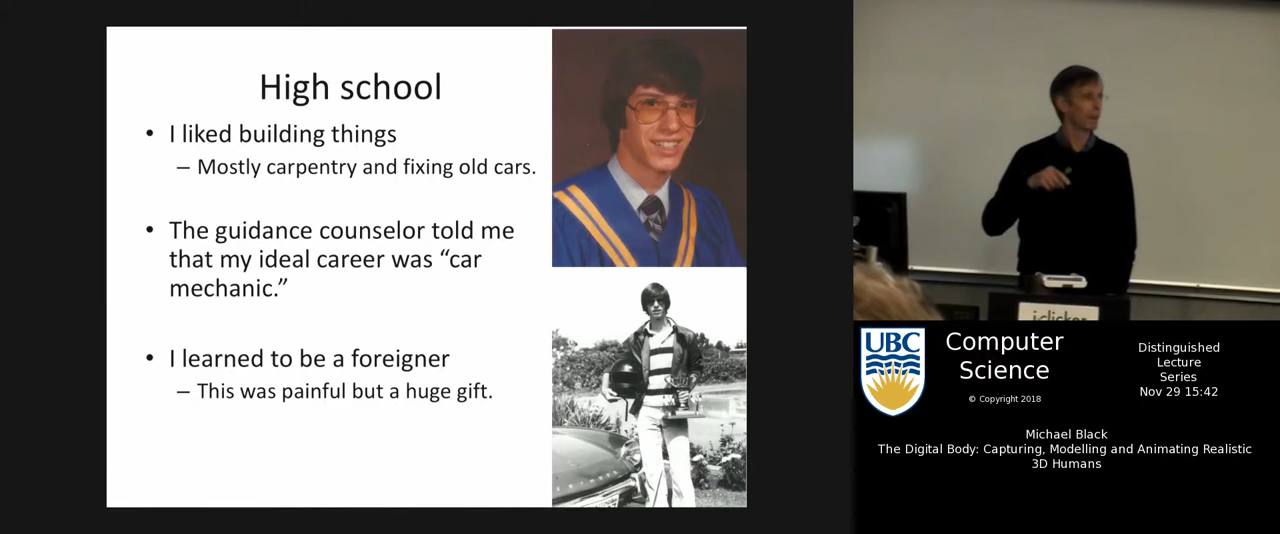 High school
• I liked building things
– Mostly carpentry and fixing old cars.
• The guidance counselor told me
that my ideal career was “car
mechanic.”
• I learned to be a foreigner
– This was painful but a huge gift.
i>clicker
UBC
Computer
Science
© Copyright 2018
Distinguished
Lecture
Series
Nov 29 15:42
Michael Black
The Digital Body: Capturing, Modelling and Animating Realistic
3D Humans